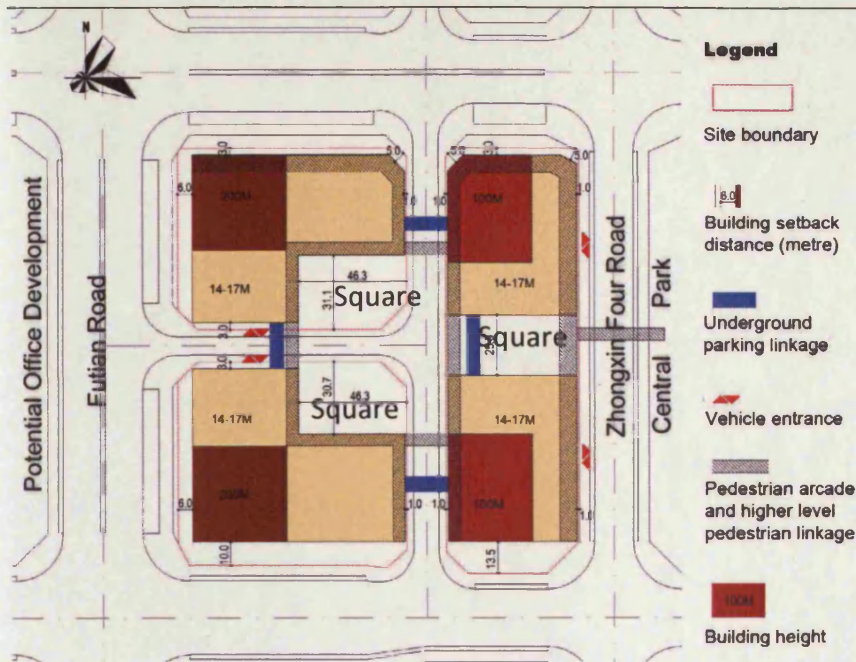 N
Potential Office Development
Futian Road
Zhongxin Four Road
Central Park
3.0
5.0
3.0
6.0
200M
1.0 1.0
100M
1.0
14-17M
14-17M
46.3
31.1
Square
Square
3.0
3.0
30.7
46.3
Square
14-17M
14-17M
200M
100M
6.0
1.0 1.0
1.0
10.0
13.5
Legend
Site boundary
6.0
Building setback
distance (metre)
Underground
parking linkage
Vehicle entrance
Pedestrian arcade
and higher level
pedestrian linkage
100M
Building height